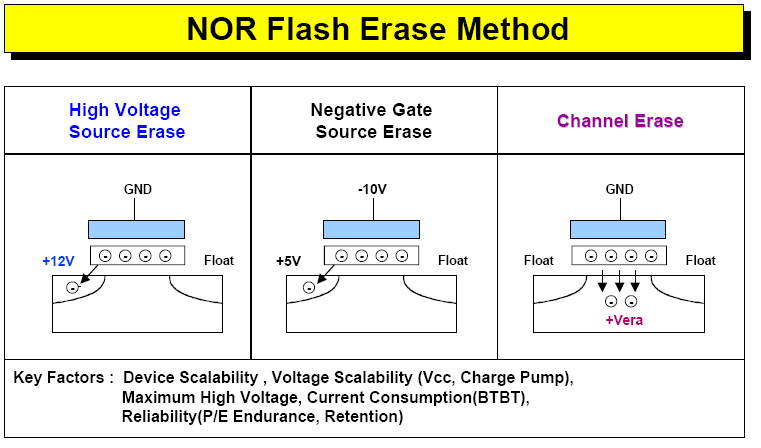 NOR Flash Erase Method
High Voltage
Source Erase
Negative Gate
Source Erase
Channel Erase
GND
+12V
Float
- - - -
-
-10V
+5V
Float
- - - -
-
GND
Float
Float
- - - -
- -
+Vera
Key Factors : Device Scalability , Voltage Scalability (Vcc, Charge Pump),
Maximum High Voltage, Current Consumption(BTBT),
Reliability(P/E Endurance, Retention)